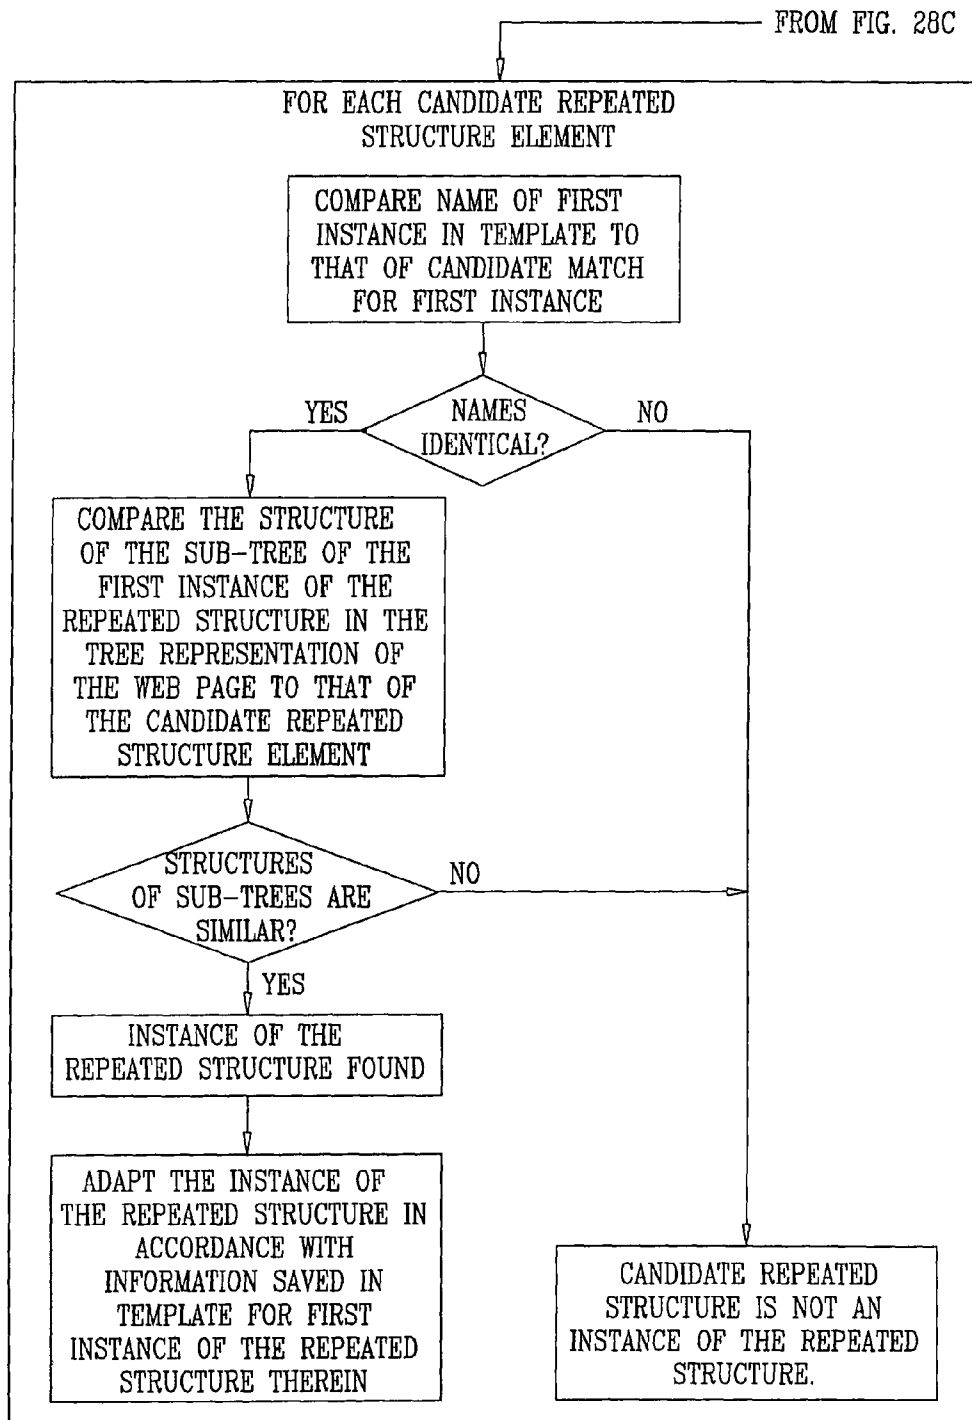 FROM FIG. 28C
FOR EACH CANDIDATE REPEATED
STRUCTURE ELEMENT
COMPARE NAME OF FIRST
INSTANCE IN TEMPLATE TO
THAT OF CANDIDATE MATCH
FOR FIRST INSTANCE
NAMES
IDENTICAL?
YES
NO
COMPARE THE STRUCTURE
OF THE SUB-TREE OF THE
FIRST INSTANCE OF THE
REPEATED STRUCTURE IN THE
TREE REPRESENTATION OF
THE WEB PAGE TO THAT OF
THE CANDIDATE REPEATED
STRUCTURE ELEMENT
STRUCTURES
OF SUB-TREES ARE
SIMILAR?
NO
YES
INSTANCE OF THE
REPEATED STRUCTURE FOUND
ADAPT THE INSTANCE OF
THE REPEATED STRUCTURE IN
ACCORDANCE WITH
INFORMATION SAVED IN
TEMPLATE FOR FIRST
INSTANCE OF THE REPEATED
STRUCTURE THEREIN
CANDIDATE REPEATED
STRUCTURE IS NOT AN
INSTANCE OF THE REPEATED
STRUCTURE.